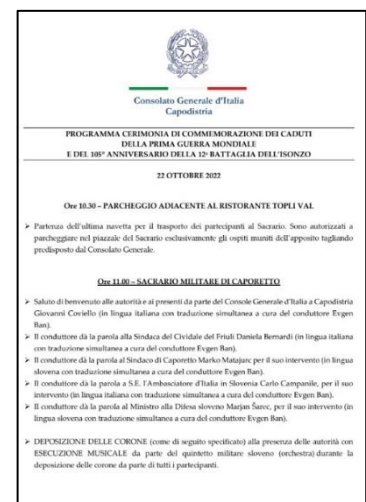 Consolato Generale d'Italia
Capodistria
PROGRAMMA CERIMONIA DI COMMEMORAZIONE DEI CADUTI
DELLA PRIMA GUERRA MONDIALE
E DEL 105° ANNIVERSARIO DELLA 12ª BATTAGLIA DELL'ISONZO
22 OTTOBRE 2022
Ore 10.30 – PARCHEGGIO ADIACENTE AL RISTORANTE TOPLI VAL
➤ Partenza dell'ultima navetta per il trasporto dei partecipanti al Sacrario. Sono autorizzati a
parcheggiare nel piazzale del Sacrario esclusivamente gli ospiti muniti dell'apposito tagliando
predisposto dal Consolato Generale.
Ore 11.00 – SACRARIO MILITARE DI CAPORETTO
➤ Saluto di benvenuto alle autorità e ai presenti da parte del Console Generale d'Italia a Capodistria
Giovanni Coviello (in lingua italiana con traduzione simultanea a cura del conduttore Evgen
Ban).
➤ Il conduttore dà la parola alla Sindaca del Cividale del Friuli Daniela Bernardi (in lingua italiana
con traduzione simultanea a cura del conduttore Evgen Ban).
➤ Il conduttore dà la parola al Sindaco di Caporetto Marko Matajurc per il suo intervento (in lingua
slovena con traduzione simultanea a cura del conduttore Evgen Ban).
➤ Il conduttore dà la parola a S.E. l'Ambasciatore d'Italia in Slovenia Carlo Campanile, per il suo
intervento (in lingua italiana con traduzione simultanea a cura del conduttore Evgen Ban).
➤ Il conduttore dà la parola al Ministro alla Difesa sloveno Marjan Šarec, per il suo intervento (in
lingua slovena con traduzione simultanea a cura del conduttore Evgen Ban).
➤ DEPOSIZIONE DELLE CORONE (come di seguito specificato) alla presenza delle autorità con
ESECUZIONE MUSICALE da parte del quintetto militare sloveno (orchestra) durante la
deposizione delle corone da parte di tutti i partecipanti.